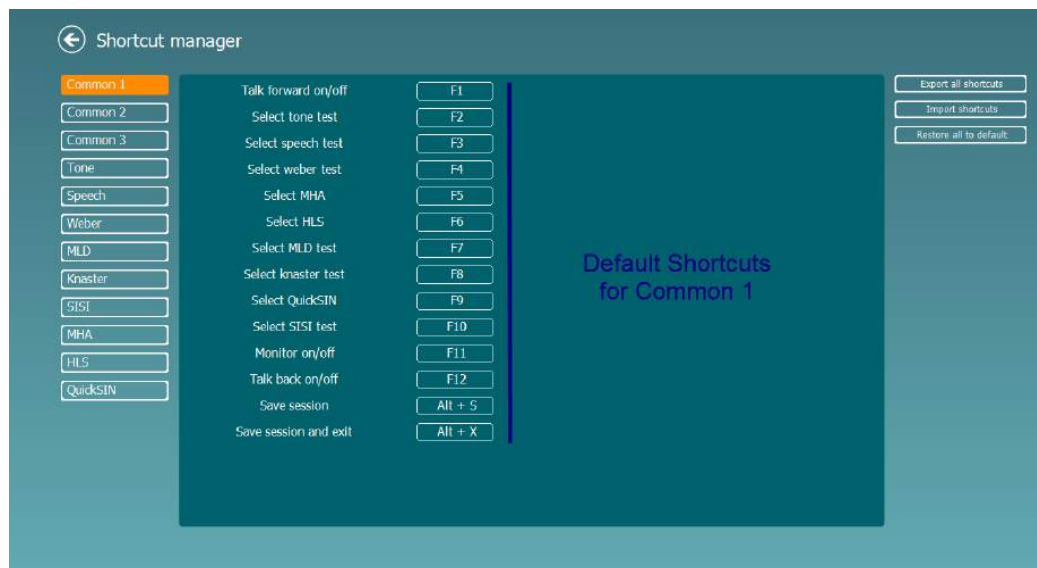 Shortcut manager
Common 1
Common 2
Common 3
Tone
Speech
Weber
MLD
Knaster
SISI
MHA
HLS
QuickSIN
Talk forward on/off F1
Select tone test F2
Select speech test F3
Select weber test F4
Select MHA F5
Select HLS F6
Select MLD test F7
Select knaster test F8
Select QuickSIN F9
Select SISI test F10
Monitor on/off F11
Talk back on/off F12
Save session Alt + S
Save session and exit Alt + X
Default Shortcuts
for Common 1
Export all shortcuts
Import shortcuts
Restore all to default